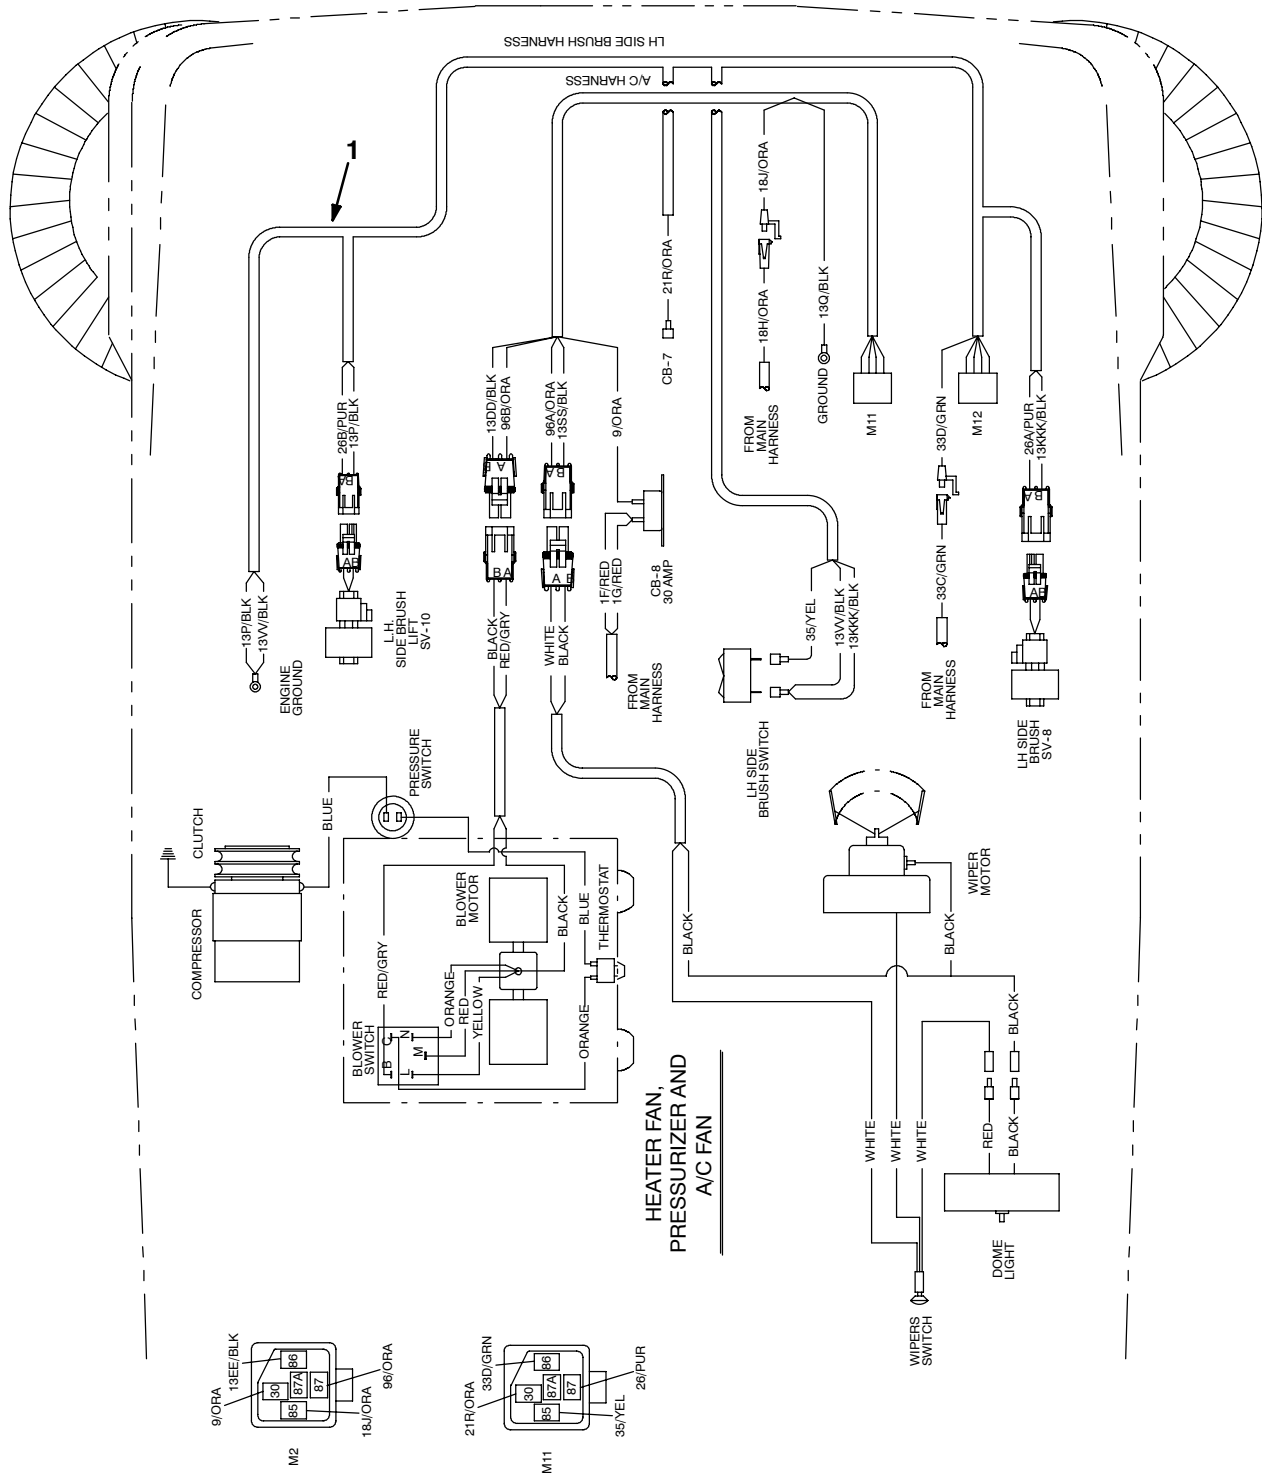 LH SIDE BRUSH HARNESS
A/C HARNESS
1
18J/ORA
21R/ORA
18H/ORA
13Q/BLK
CB-7
FROM
MAIN
HARNESS
GROUND
M11
33D/GRN
M12
26A/PUR
13KKK/BLK
26B/PUR
13P/BLK
BA
AB
13DD/BLK
96B/ORA
96A/ORA
13SS/BLK
9/ORA
B
A
BA
B A
A B
BLACK
RED/GRY
WHITE
BLACK
1F/RED
1G/RED
CB-8
30 AMP
FROM
MAIN
HARNESS
13P/BLK
13VV/BLK
ENGINE
GROUND
L.H.
SIDE BRUSH
LIFT
SV-10
35/YEL
13VV/BLK
13KKK/BLK
LH SIDE
BRUSH SWITCH
33C/GRN
FROM
MAIN
HARNESS
BA
AB
LH SIDE
BRUSH
SV-8
PRESSURE
SWITCH
BLUE
CLUTCH
COMPRESSOR
BLOWER
MOTOR
RED/GRY
BLACK
BLUE
THERMOSTAT
ORANGE
RED
YELLOW
ORANGE
BLOWER
SWITCH
B
C
L
M
N
BLACK
WIPER
MOTOR
BLACK
BLACK
WHITE
WHITE
WHITE
RED
BLACK
DOME
LIGHT
WIPERS
SWITCH
HEATER FAN,
PRESSURIZER AND
A/C FAN
9/ORA
13EE/BLK
30
86
87A
87
85
18J/ORA
96/ORA
M2
21R/ORA
33D/GRN
30
86
87A
87
85
35/YEL
26/PUR
M11